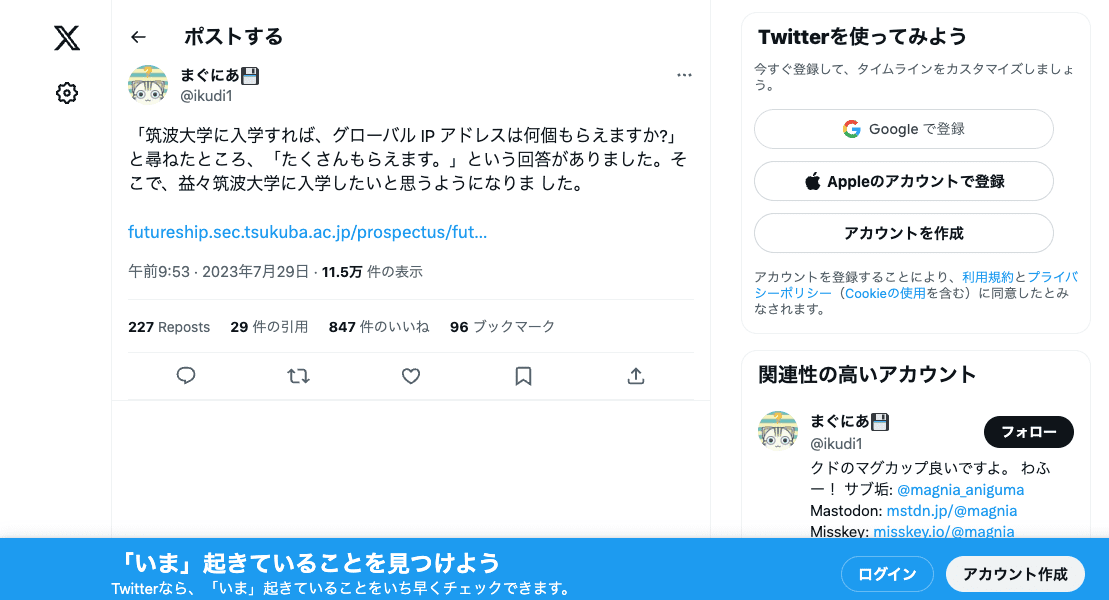 ポストする
まぐにあ💾
@ikudi1
「筑波大学に入学すれば、グローバル IP アドレスは何個もらえますか?」
と尋ねたところ、「たくさんもらえます。」という回答がありました。そ
こで、益々筑波大学に入学したいと思うようになりま した。
futureship.sec.tsukuba.ac.jp/prospectus/fut...
午前9:53 · 2023年7月29日 · 11.5万 件の表示
227 Reposts 29 件の引用 847 件のいいね 96 ブックマーク
Twitterを使ってみよう
今すぐ登録して、タイムラインをカスタマイズしましょ
う。
Google で登録
Appleのアカウントで登録
アカウントを作成
アカウントを登録することにより、利用規約とプライバ
シーポリシー（Cookieの使用を含む）に同意したとみ
なされます。
関連性の高いアカウント
まぐにあ💾
@ikudi1
フォロー
クドのマグカップ良いですよ。 わふ
ー！ サブ垢: @magnia_aniguma
Mastodon: mstdn.jp/@magnia
Misskey: misskey.io/@magnia
「いま」起きていることを見つけよう
Twitterなら、「いま」起きていることをいち早くチェックできます。
ログイン
アカウント作成